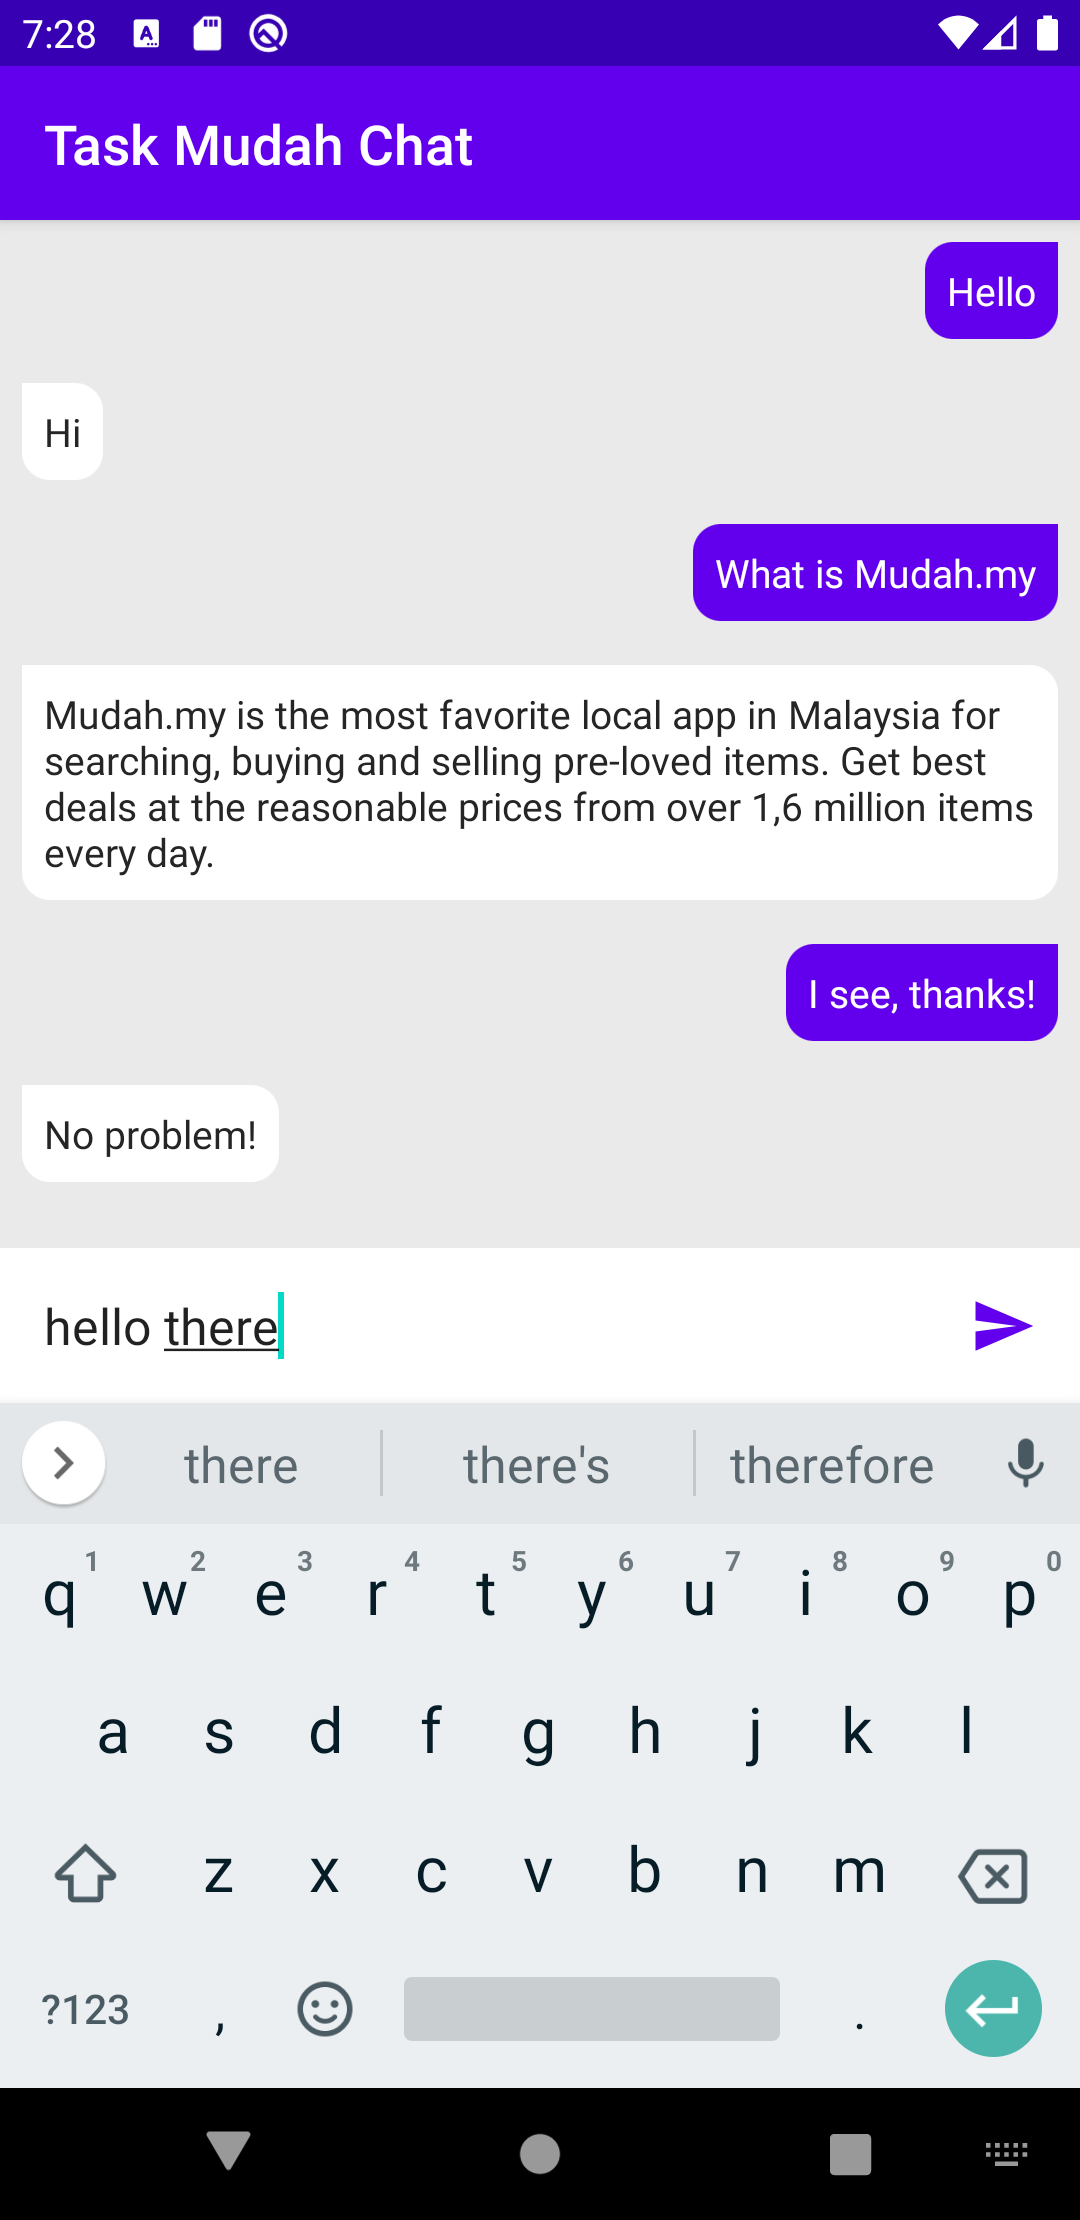 7:28
Task Mudah Chat
Hello
Hi
What is Mudah.my
Mudah.my is the most favorite local app in Malaysia for
searching, buying and selling pre-loved items. Get best
deals at the reasonable prices from over 1,6 million items
every day.
I see, thanks!
No problem!
hello there
there there's therefore
1 2 3 4 5 6 7 8 9 0
q w e r t y u i o p
a s d f g h j k l
z x c v b n m
?123 , .